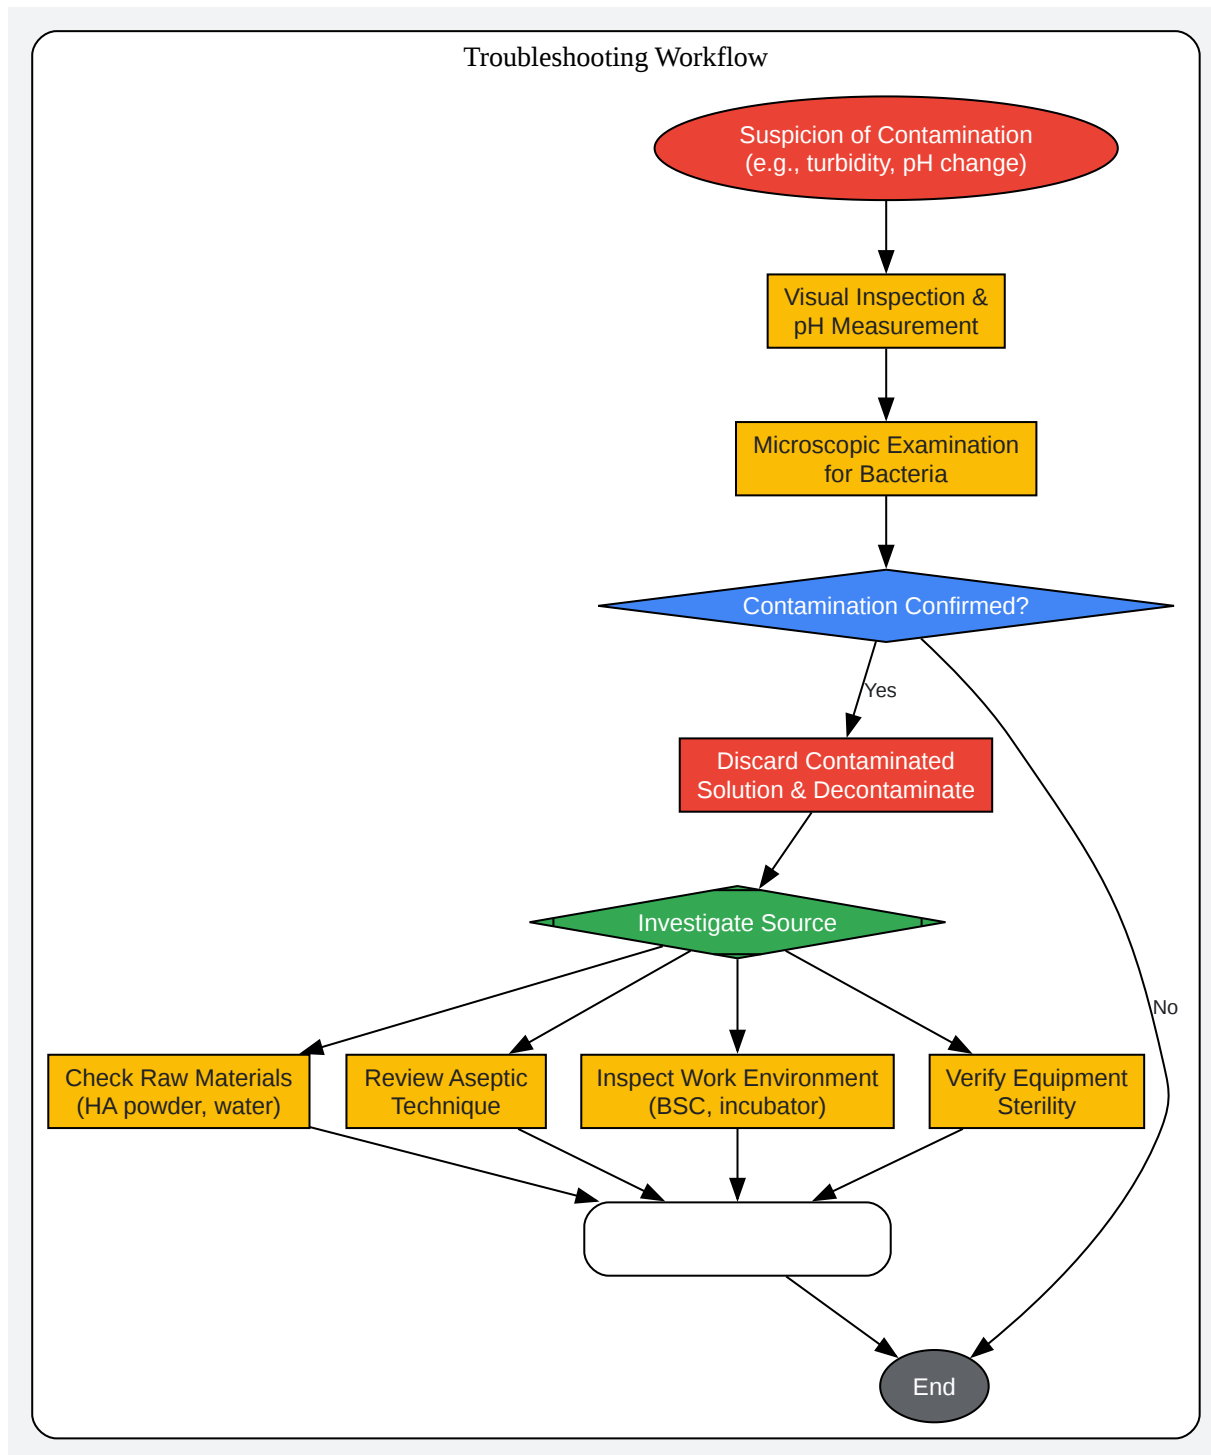 Troubleshooting Workflow
Suspicion of Contamination
(e.g., turbidity, pH change)
Visual Inspection &
pH Measurement
Microscopic Examination
for Bacteria
Contamination Confirmed?
Yes
Discard Contaminated
Solution & Decontaminate
Investigate Source
No
Check Raw Materials
(HA powder, water)
Review Aseptic
Technique
Inspect Work Environment
(BSC, incubator)
Verify Equipment
Sterility
End